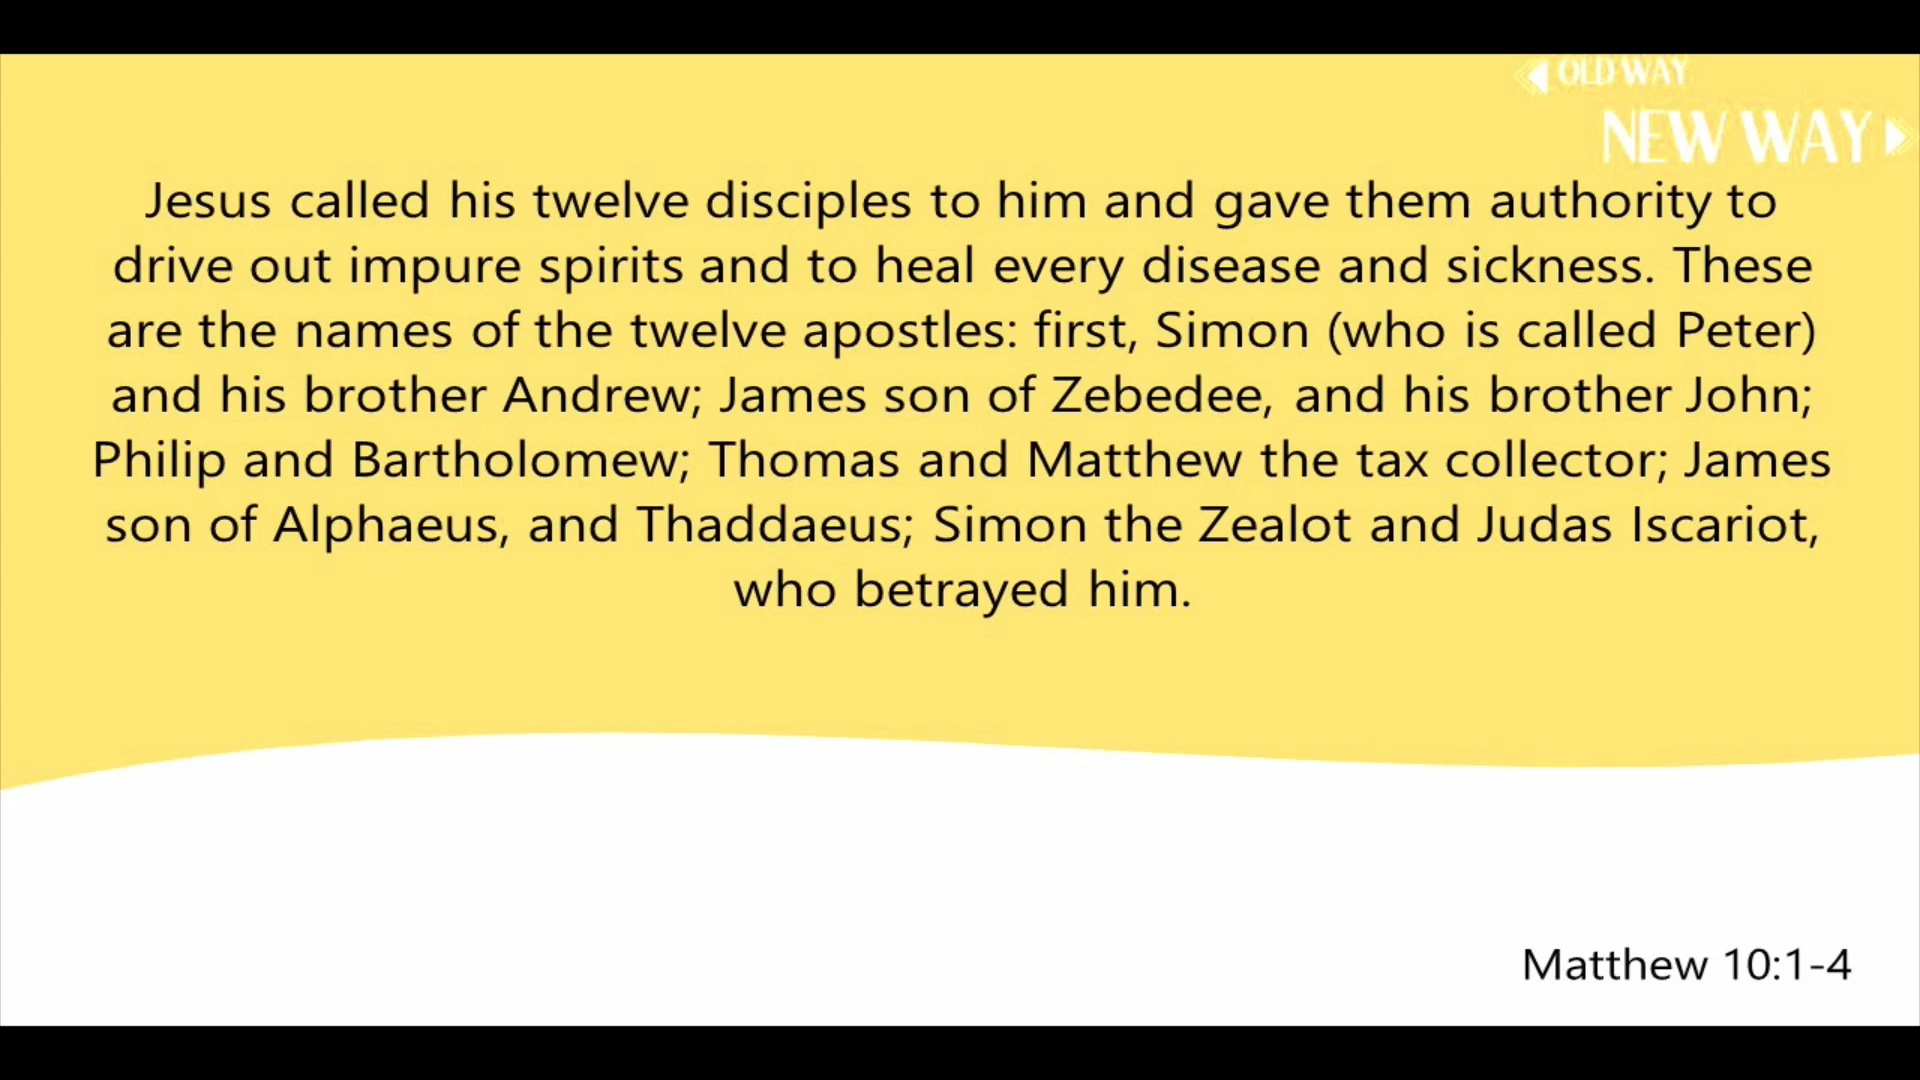 OLD WAY
NEW WAY
Jesus called his twelve disciples to him and gave them authority to
drive out impure spirits and to heal every disease and sickness. These
are the names of the twelve apostles: first, Simon (who is called Peter)
and his brother Andrew; James son of Zebedee, and his brother John;
Philip and Bartholomew; Thomas and Matthew the tax collector; James
son of Alphaeus, and Thaddaeus; Simon the Zealot and Judas Iscariot,
who betrayed him.
Matthew 10:1-4